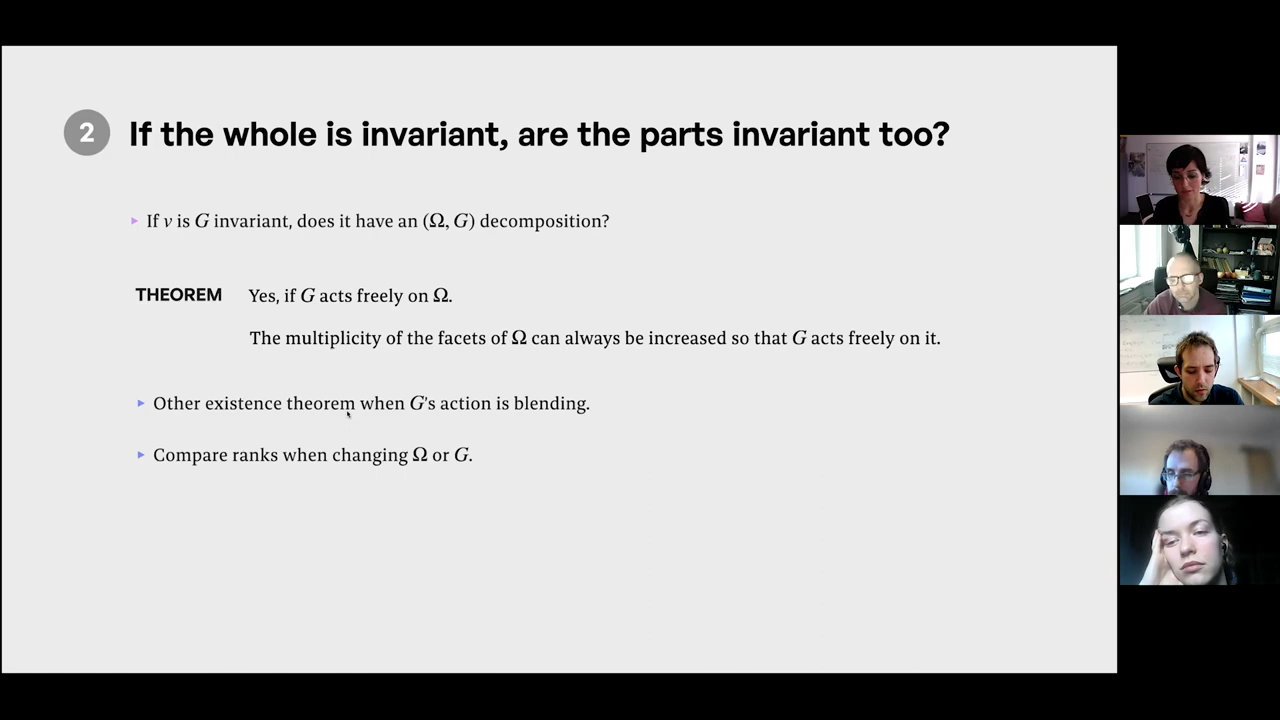 2 If the whole is invariant, are the parts invariant too?
▸ If v is G invariant, does it have an (Ω, G) decomposition?
THEOREM Yes, if G acts freely on Ω.
The multiplicity of the facets of Ω can always be increased so that G acts freely on it.
▸ Other existence theorem when G's action is blending.
▸ Compare ranks when changing Ω or G.